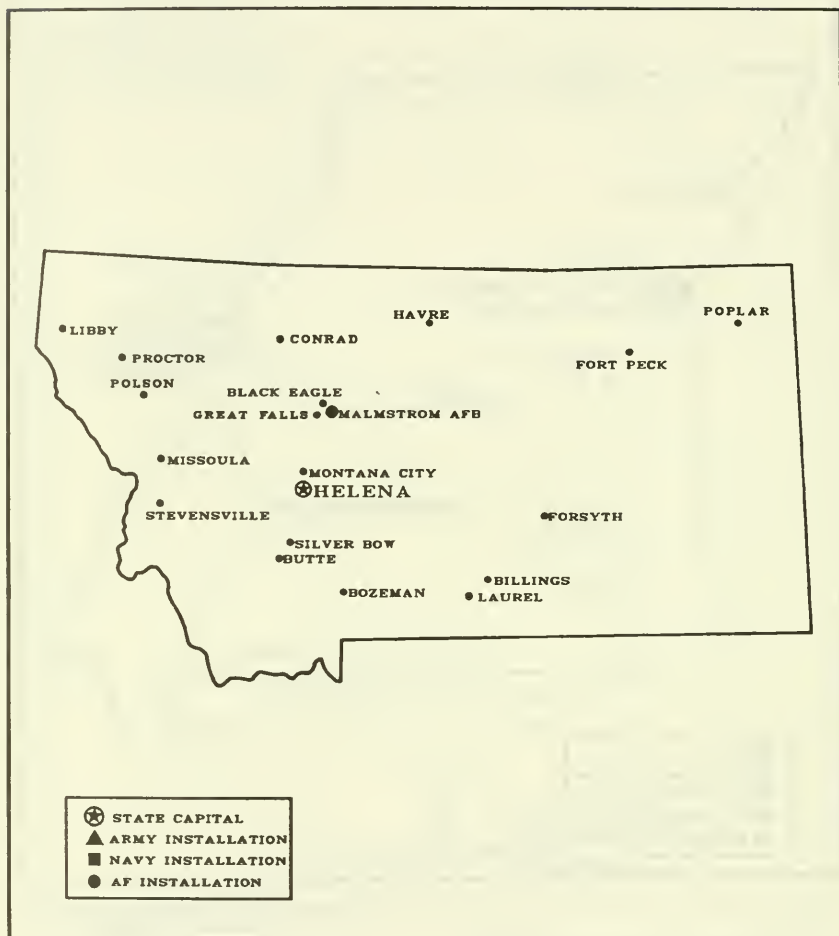 HAVRE
POPLAR
LIBBY
CONRAD
PROCTOR
FORT PECK
POLSON
BLACK EAGLE
GREAT FALLS
MALMSTROM AFB
MISSOULA
MONTANA CITY
HELENA
STEVENSVILLE
FORSYTH
SILVER BOW
BUTTE
BILLINGS
BOZEMAN
LAUREL
STATE CAPITAL
ARMY INSTALLATION
NAVY INSTALLATION
AF INSTALLATION